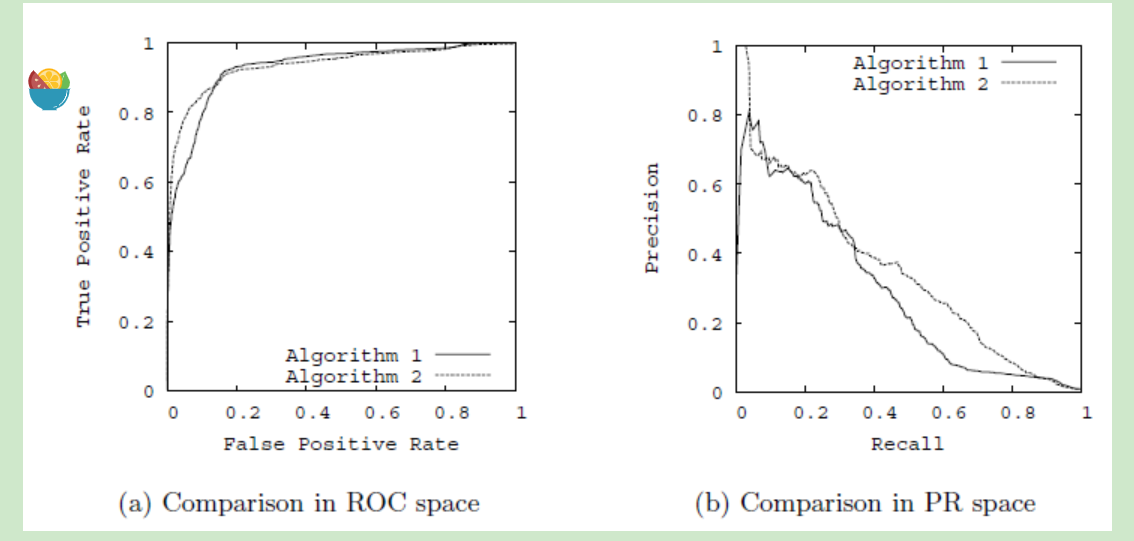 1
0.8
0.6
0.4
0.2
0
True Positive Rate
Algorithm 1
Algorithm 2
0 0.2 0.4 0.6 0.8 1
False Positive Rate
(a) Comparison in ROC space
1
0.8
0.6
0.4
0.2
0
Precision
Algorithm 1
Algorithm 2
0 0.2 0.4 0.6 0.8 1
Recall
(b) Comparison in PR space